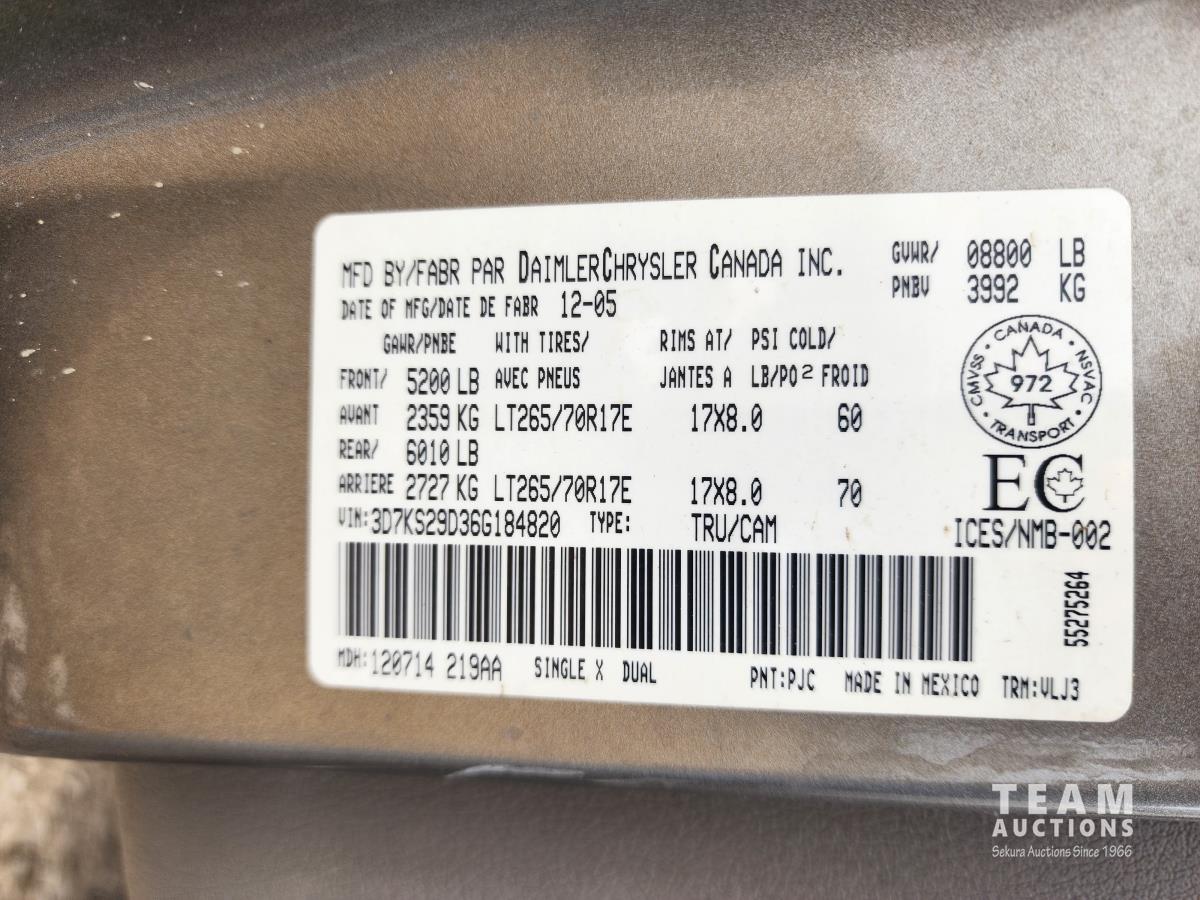 MFD BY/FABR PAR DAIMLERCHRYSLER CANADA INC.
GVWR/ 08800 LB
PNBV 3992 KG
DATE OF MFG/DATE DE FABR 12-05
GAWR/PNBE WITH TIRES/ RIMS AT/ PSI COLD/
FRONT/ 5200 LB AVEC PNEUS JANTES A LB/PO² FROID
AVANT 2359 KG LT265/70R17E 17X8.0 60
REAR/ 6010 LB
ARRIERE 2727 KG LT265/70R17E 17X8.0 70
VIN: 3D7KS29D36G184820 TYPE: TRU/CAM
CANADA
CMVSS 972 NSVAC
TRANSPORT
EC
ICES/NMB-002
55275264
MDH: 120714 219AA SINGLE X DUAL PNT:PJC MADE IN MEXICO TRM:VLJ3
TEAM
AUCTIONS
Sekura Auctions Since 1966